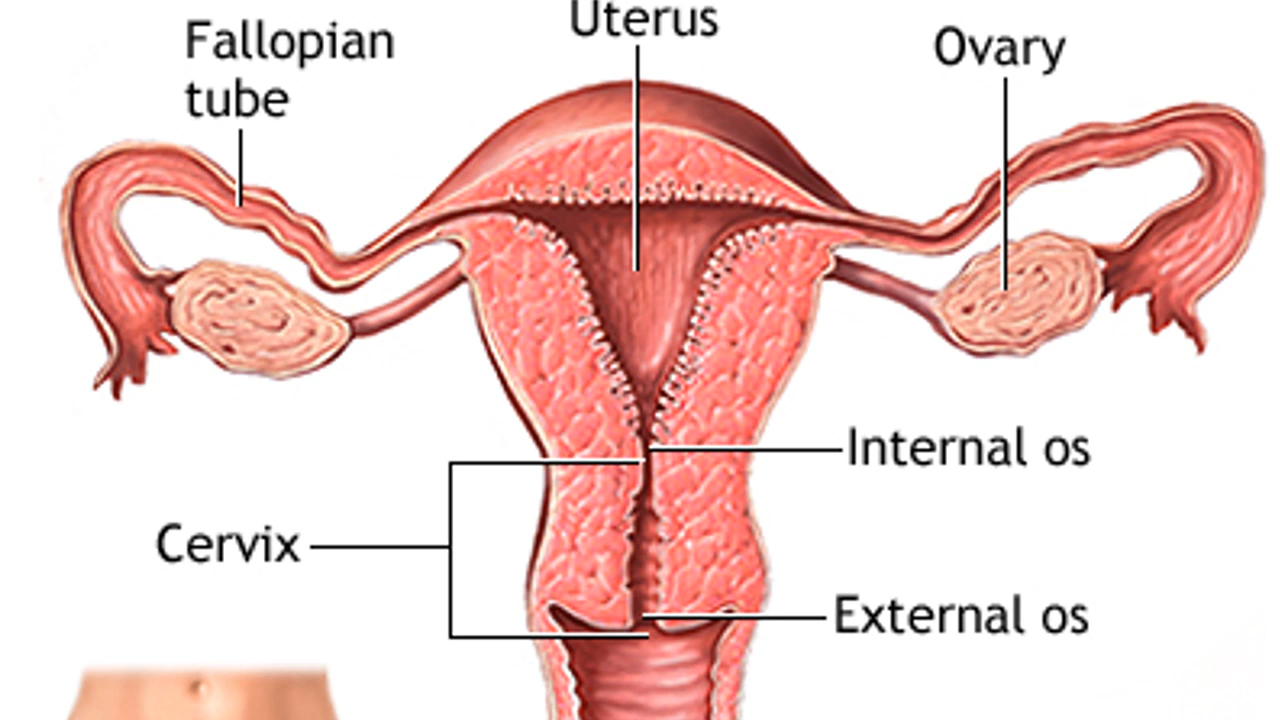 Fallopian
tube
Uterus
Ovary
Internal os
Cervix
External os